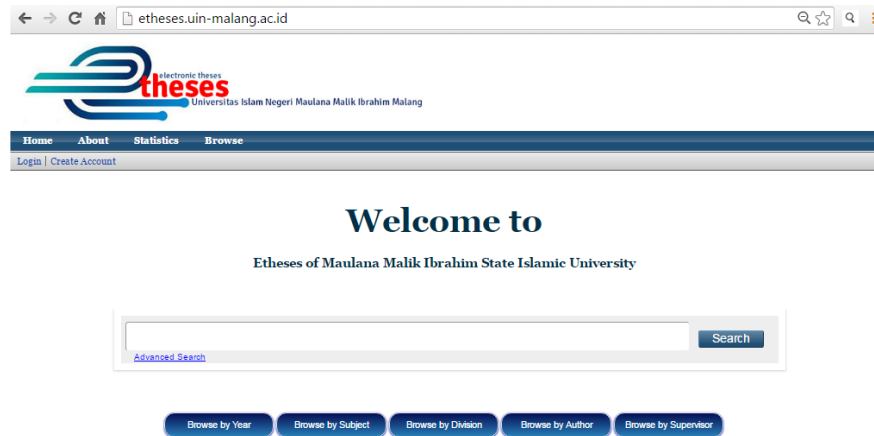 etheses.uin-malang.ac.id
electronic theses
etheses
Universitas Islam Negeri Maulana Malik Ibrahim Malang
Home About Statistics Browse
Login | Create Account
Welcome to
Etheses of Maulana Malik Ibrahim State Islamic University
Search
Advanced Search
Browse by Year Browse by Subject Browse by Division Browse by Author Browse by Supervisor